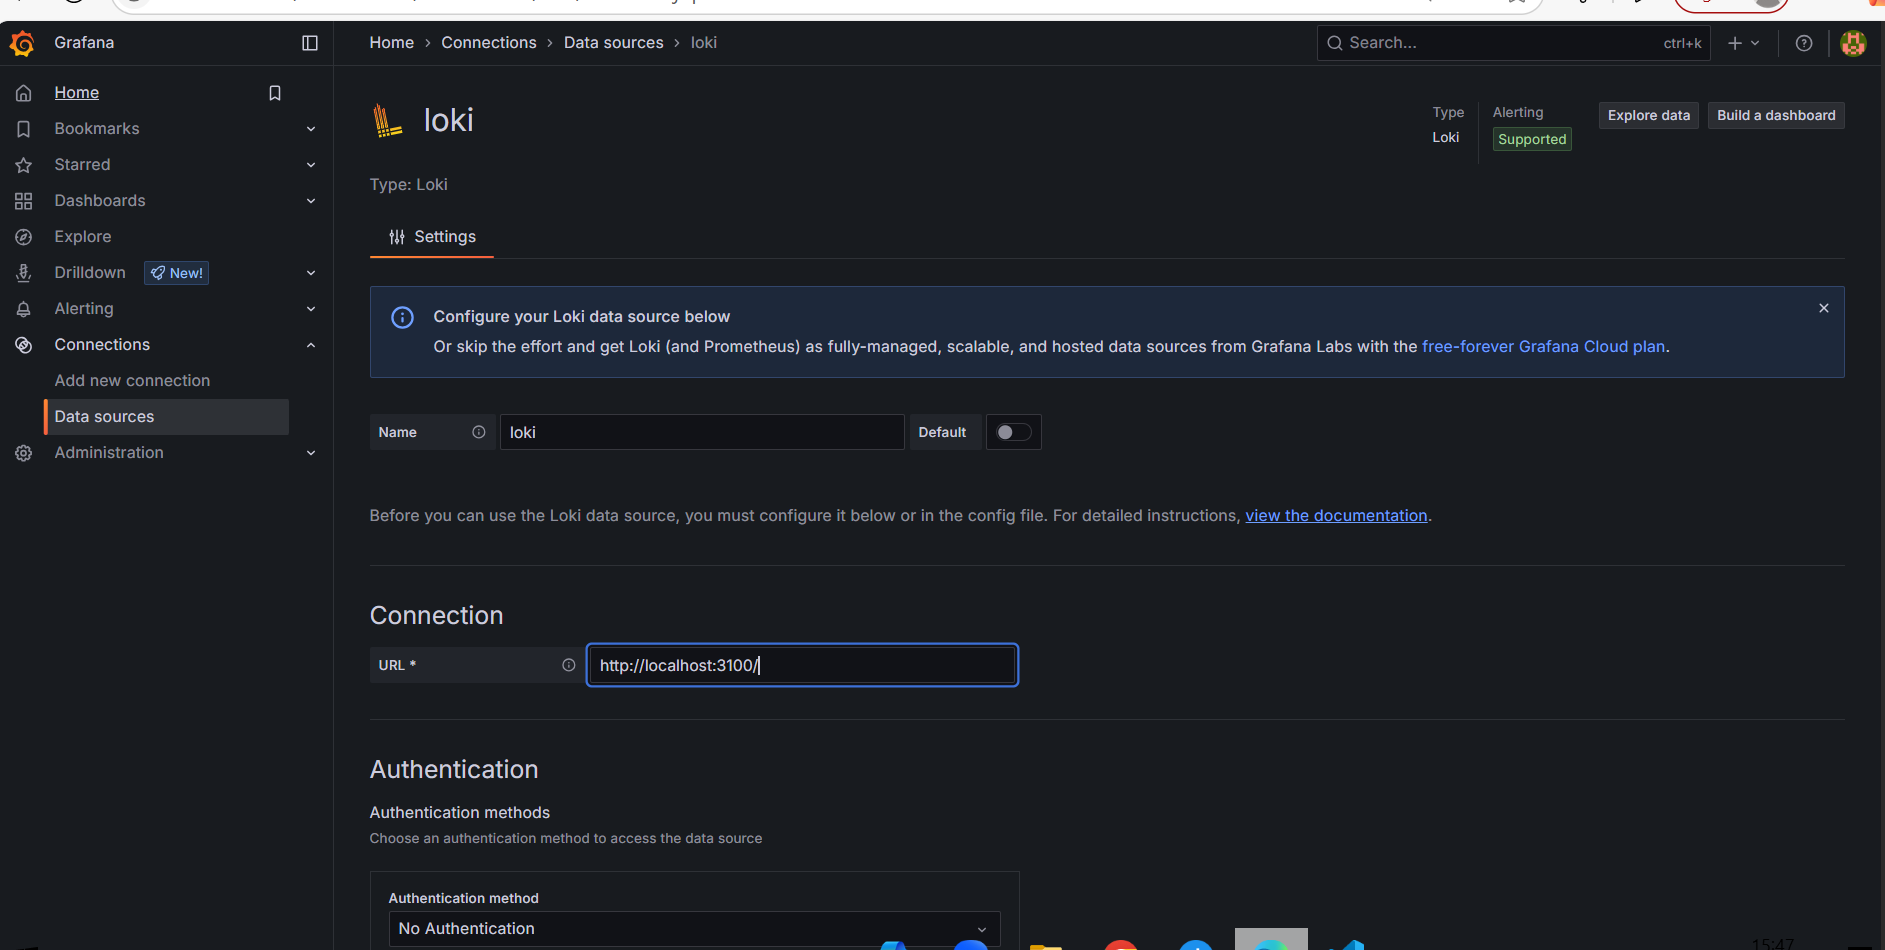 Grafana
Home › Connections › Data sources › loki
Search... ctrl+k
Home
Bookmarks
Starred
Dashboards
Explore
Drilldown New!
Alerting
Connections
Add new connection
Data sources
Administration
loki
Type
Loki
Alerting
Supported
Explore data
Build a dashboard
Type: Loki
Settings
Configure your Loki data source below
Or skip the effort and get Loki (and Prometheus) as fully-managed, scalable, and hosted data sources from Grafana Labs with the free-forever Grafana Cloud plan.
Name loki Default
Before you can use the Loki data source, you must configure it below or in the config file. For detailed instructions, view the documentation.
Connection
URL * http://localhost:3100/
Authentication
Authentication methods
Choose an authentication method to access the data source
Authentication method
No Authentication
15:47